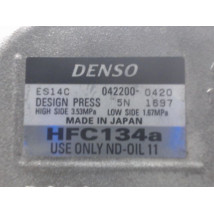 DENSO
ES14C 042200-0420
DESIGN PRESS 5N 1697
HIGH SIDE 3.53MPa LOW SIDE 1.67MPa
MADE IN JAPAN
HFC134a
USE ONLY ND-OIL 11